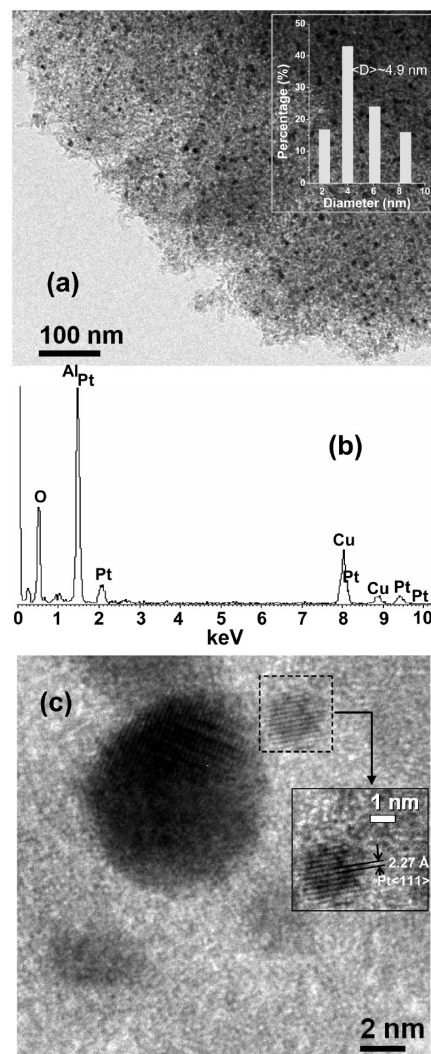 50
40
30
20
10
0
Percentage (%)
<D>~4.9 nm
2 4 6 8 10
Diameter (nm)
(a)
100 nm
Al Pt
(b)
O
Pt
Cu
Pt
Cu Pt Pt
0 1 2 3 4 5 6 7 8 9 10
keV
(c)
1 nm
2.27 Å
Pt<111>
2 nm